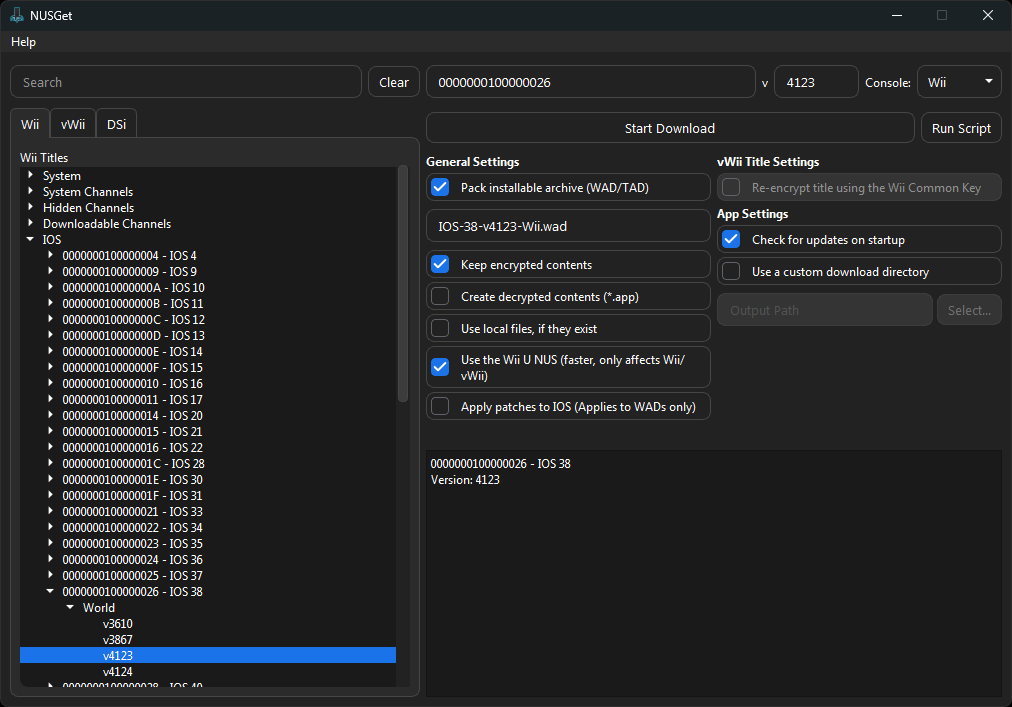 NUSGet
Help
Search
Clear
0000000100000026
v
4123
Console:
Wii
Wii
vWii
DSi
Start Download
Run Script
Wii Titles
System
System Channels
Hidden Channels
Downloadable Channels
IOS
0000000100000004 - IOS 4
0000000100000009 - IOS 9
000000010000000A - IOS 10
000000010000000B - IOS 11
000000010000000C - IOS 12
000000010000000D - IOS 13
000000010000000E - IOS 14
000000010000000F - IOS 15
0000000100000010 - IOS 16
0000000100000011 - IOS 17
0000000100000014 - IOS 20
0000000100000015 - IOS 21
0000000100000016 - IOS 22
000000010000001C - IOS 28
000000010000001E - IOS 30
000000010000001F - IOS 31
0000000100000021 - IOS 33
0000000100000022 - IOS 34
0000000100000023 - IOS 35
0000000100000024 - IOS 36
0000000100000025 - IOS 37
0000000100000026 - IOS 38
World
v3610
v3867
v4123
v4124
0000000100000028 - IOS 40
General Settings
Pack installable archive (WAD/TAD)
IOS-38-v4123-Wii.wad
Keep encrypted contents
Create decrypted contents (*.app)
Use local files, if they exist
Use the Wii U NUS (faster, only affects Wii/
vWii)
Apply patches to IOS (Applies to WADs only)
vWii Title Settings
Re-encrypt title using the Wii Common Key
App Settings
Check for updates on startup
Use a custom download directory
Output Path
Select...
0000000100000026 - IOS 38
Version: 4123